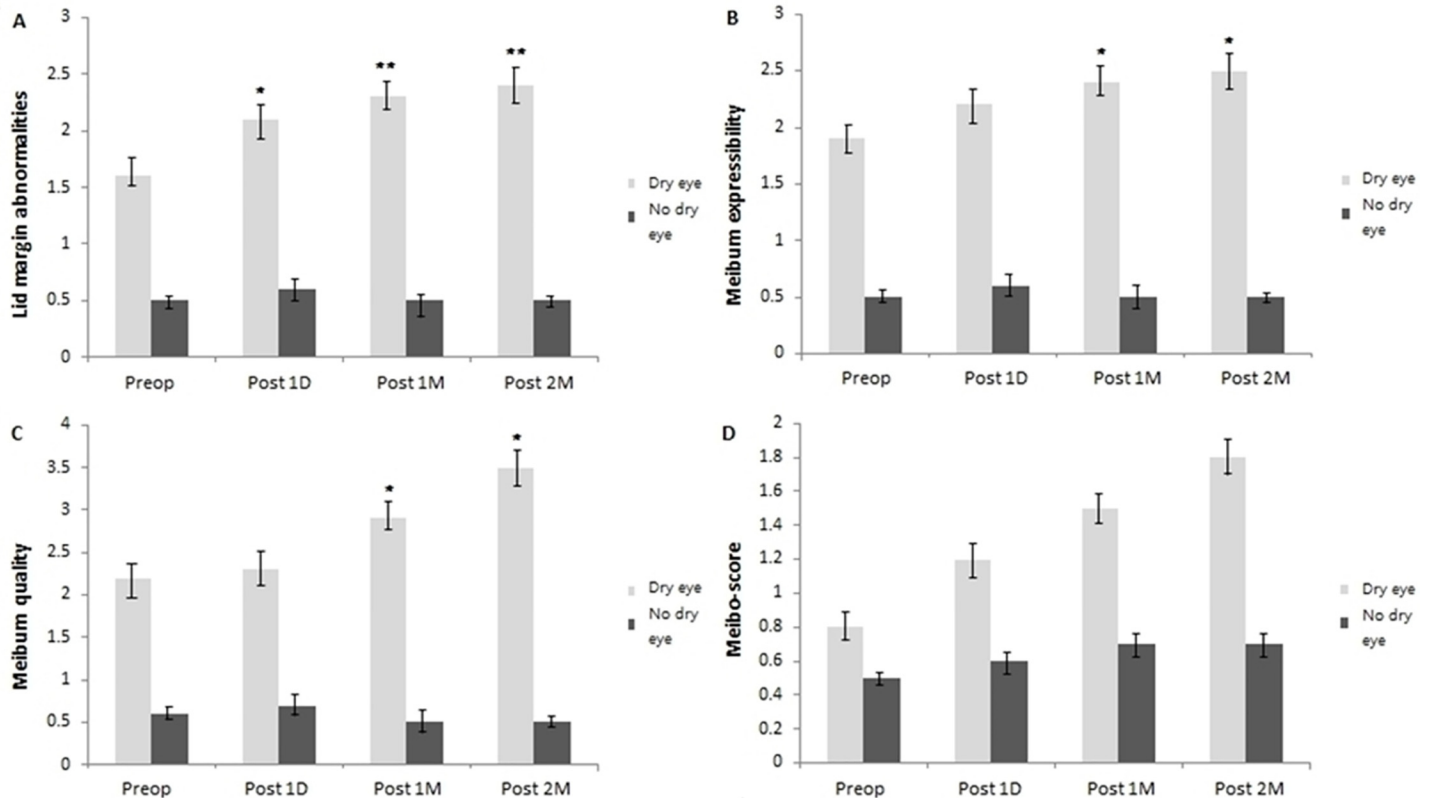 A
Lid margin abnormalities
3
2.5
2
1.5
1
0.5
0
*
**
**
Preop
Post 1D
Post 1M
Post 2M
Dry eye
No dry
eye
B
Meibum expressibility
3
2.5
2
1.5
1
0.5
0
*
*
Preop
Post 1D
Post 1M
Post 2M
Dry eye
No dry
eye
C
Meibum quality
4
3.5
3
2.5
2
1.5
1
0.5
0
*
*
Preop
Post 1D
Post 1M
Post 2M
Dry eye
No dry
eye
D
Meibo-score
2
1.8
1.6
1.4
1.2
1
0.8
0.6
0.4
0.2
0
Preop
Post 1D
Post 1M
Post 2M
Dry eye
No dry
eye